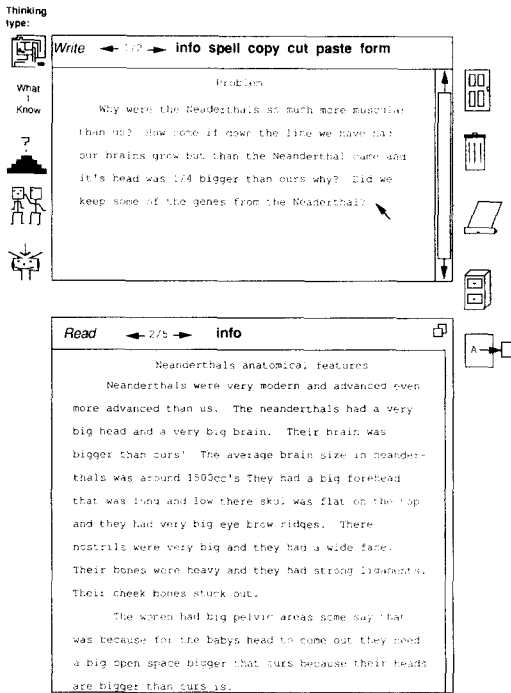 Thinking
type:
Write 1/2 info spell copy cut paste form
What
I
Know
?
Problem
Why were the Neaderthals so much more muscular
than us? How come if down the line we have had
our brains grow but than the Neanderthal came and
it's head was 1/4 bigger than ours why? Did we
keep some of the genes from the Neaderthal?
Read 2/5 info
A
Neanderthals anatomical features
Neanderthals were very modern and advanced even
more advanced than us. The neanderthals had a very
big head and a very big brain. Their brain was
bigger than ours! The average brain size in neander-
thals was around 1500cc's They had a big forehead
that was long and low there skul was flat on the top
and they had very big eye brow ridges. There
nostrils were very big and they had a wide face.
Their bones were heavy and they had strong ligaments.
Their cheek bones stuck out.
The women had big pelvic areas some say that
was because for the babys head to come out they need
a big open space bigger that ours because their heads
are bigger than ours is.